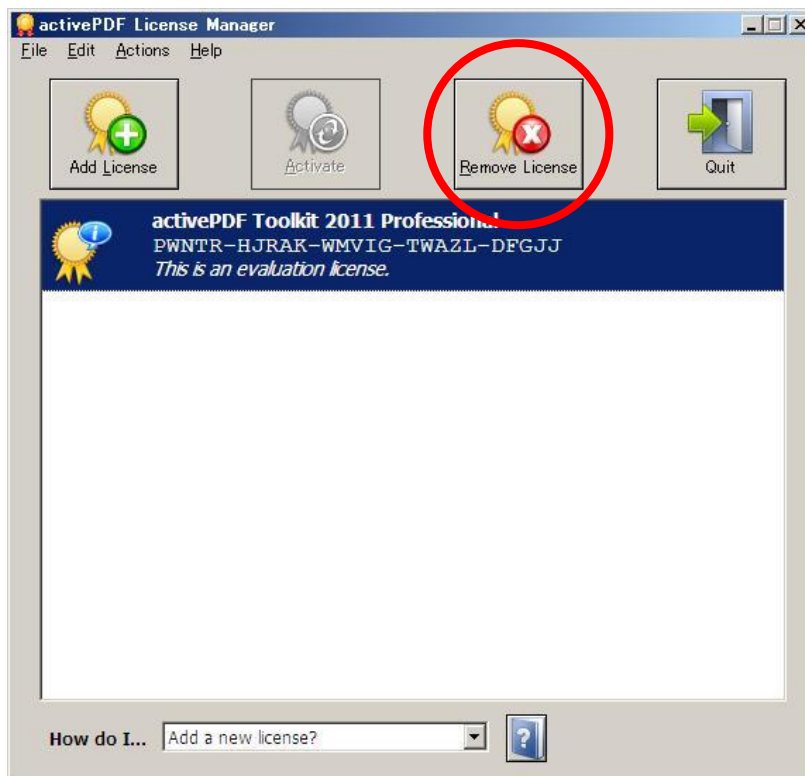 activePDF License Manager
File Edit Actions Help
Add License
Activate
Remove License
Quit
activePDF Toolkit 2011 Professional
PWNTR-HJRAK-WMVIG-TWAZL-DFGJJ
This is an evaluation license.
How do I... Add a new license?